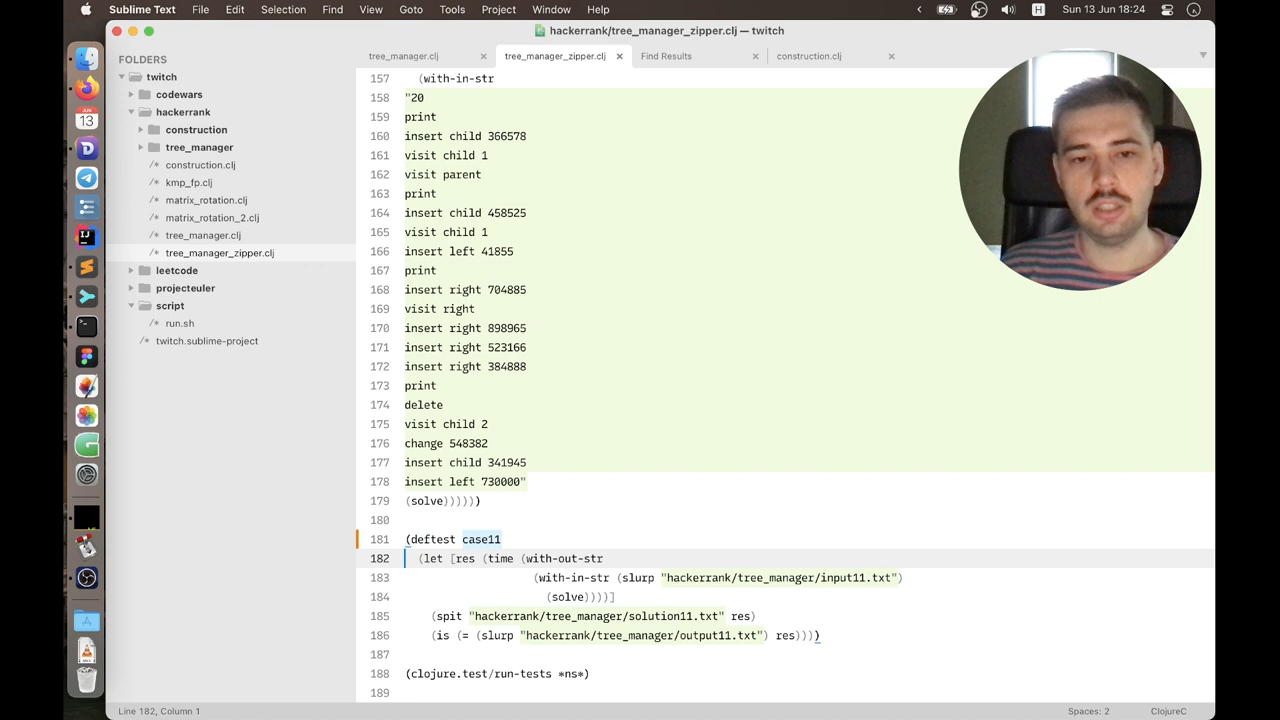 Sublime Text File Edit Selection Find View Goto Tools Project Window Help H Sun 13 Jun 18:24
hackerrank/tree_manager_zipper.clj — twitch
FOLDERS
twitch
codewars
hackerrank
construction
tree_manager
/* construction.clj
/* kmp_fp.clj
/* matrix_rotation.clj
/* matrix_rotation_2.clj
/* tree_manager.clj
/* tree_manager_zipper.clj
leetcode
projecteuler
script
/* run.sh
/* twitch.sublime-project
tree_manager.clj × tree_manager_zipper.clj × Find Results × construction.clj ×
157 (with-in-str
158 "20
159 print
160 insert child 366578
161 visit child 1
162 visit parent
163 print
164 insert child 458525
165 visit child 1
166 insert left 41855
167 print
168 insert right 704885
169 visit right
170 insert right 898965
171 insert right 523166
172 insert right 384888
173 print
174 delete
175 visit child 2
176 change 548382
177 insert child 341945
178 insert left 730000"
179 (solve)))))
180
181 (deftest case11
182 (let [res (time (with-out-str
183 (with-in-str (slurp "hackerrank/tree_manager/input11.txt")
184 (solve))))]
185 (spit "hackerrank/tree_manager/solution11.txt" res)
186 (is (= (slurp "hackerrank/tree_manager/output11.txt") res))))
187
188 (clojure.test/run-tests *ns*)
189
Line 182, Column 1 Spaces: 2 ClojureC
JUN
13
IJ